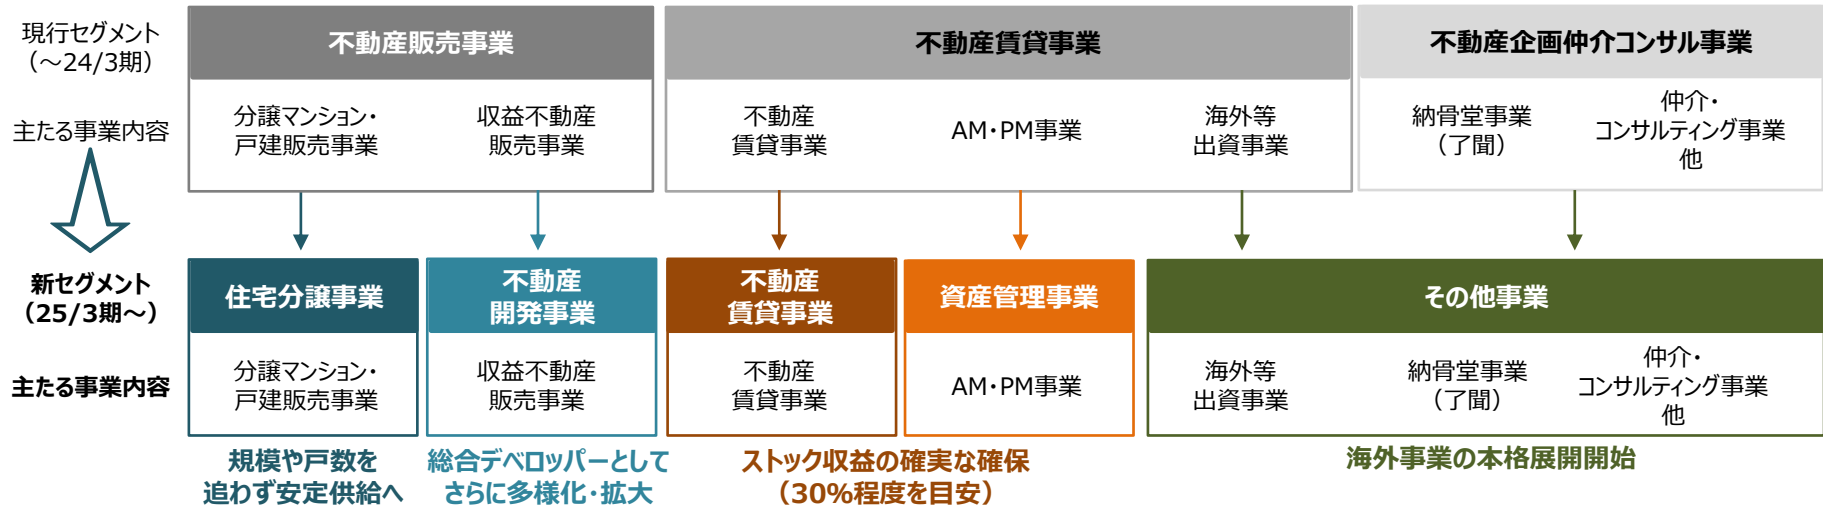 現行セグメント
（～24/3期）
不動産販売事業
不動産賃貸事業
不動産企画仲介コンサル事業
主たる事業内容
分譲マンション・
戸建販売事業
収益不動産
販売事業
不動産
賃貸事業
AM・PM事業
海外等
出資事業
納骨堂事業
（了聞）
仲介・
コンサルティング事業
他
新セグメント
（25/3期～）
住宅分譲事業
不動産
開発事業
不動産
賃貸事業
資産管理事業
その他事業
主たる事業内容
分譲マンション・
戸建販売事業
収益不動産
販売事業
不動産
賃貸事業
AM・PM事業
海外等
出資事業
納骨堂事業
（了聞）
仲介・
コンサルティング事業
他
規模や戸数を
追わず安定供給へ
総合デベロッパーとして
さらに多様化・拡大
ストック収益の確実な確保
（30%程度を目安）
海外事業の本格展開開始